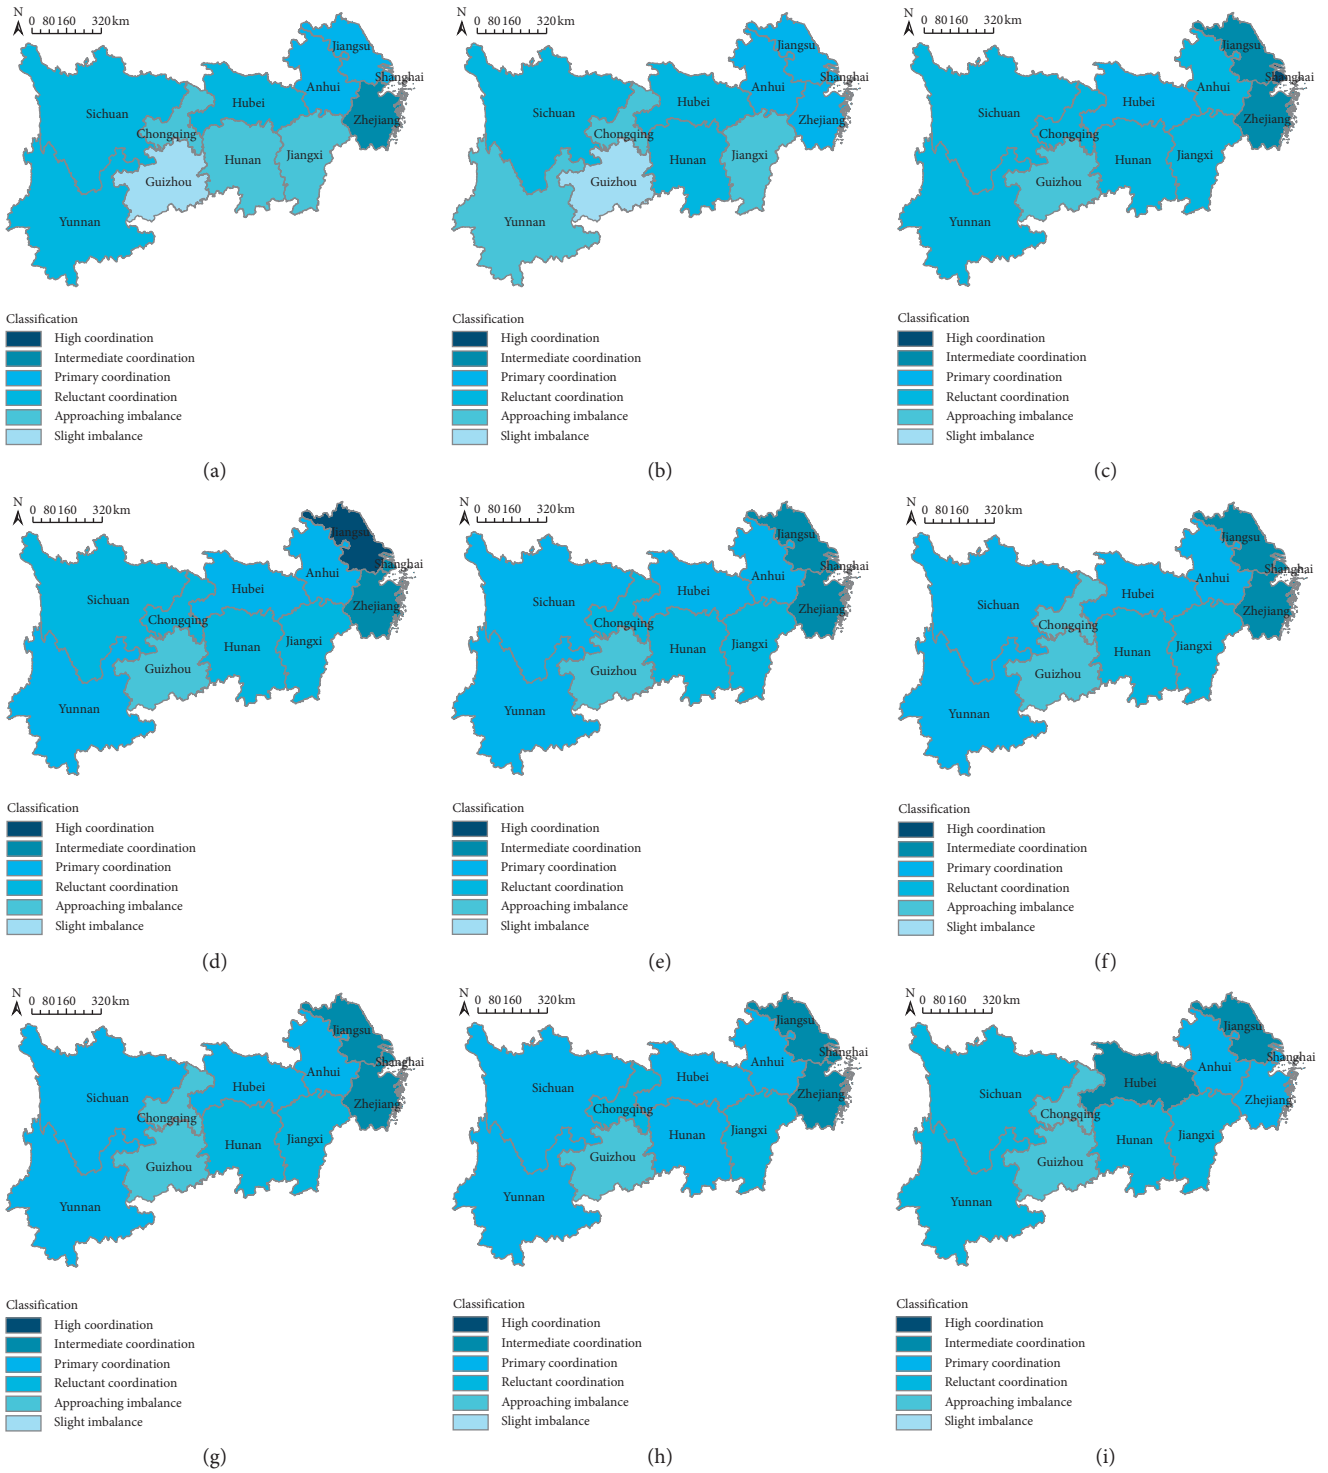 N
0 80 160 320 km
Jiangsu
Shanghai
Anhui
Hubei
Sichuan
Zhejiang
Chongqing
Hunan
Jiangxi
Guizhou
Yunnan
Classification
High coordination
Intermediate coordination
Primary coordination
Reluctant coordination
Approaching imbalance
Slight imbalance
(a)
N
0 80 160 320 km
Jiangsu
Shanghai
Anhui
Hubei
Sichuan
Zhejiang
Chongqing
Hunan
Jiangxi
Guizhou
Yunnan
Classification
High coordination
Intermediate coordination
Primary coordination
Reluctant coordination
Approaching imbalance
Slight imbalance
(b)
N
0 80 160 320 km
Jiangsu
Shanghai
Anhui
Hubei
Sichuan
Zhejiang
Chongqing
Hunan
Jiangxi
Guizhou
Yunnan
Classification
High coordination
Intermediate coordination
Primary coordination
Reluctant coordination
Approaching imbalance
Slight imbalance
(c)
N
0 80 160 320 km
Jiangsu
Shanghai
Anhui
Hubei
Sichuan
Zhejiang
Chongqing
Hunan
Jiangxi
Guizhou
Yunnan
Classification
High coordination
Intermediate coordination
Primary coordination
Reluctant coordination
Approaching imbalance
Slight imbalance
(d)
N
0 80 160 320 km
Jiangsu
Shanghai
Anhui
Hubei
Sichuan
Zhejiang
Chongqing
Hunan
Jiangxi
Guizhou
Yunnan
Classification
High coordination
Intermediate coordination
Primary coordination
Reluctant coordination
Approaching imbalance
Slight imbalance
(e)
N
0 80 160 320 km
Jiangsu
Shanghai
Anhui
Hubei
Sichuan
Zhejiang
Chongqing
Hunan
Jiangxi
Guizhou
Yunnan
Classification
High coordination
Intermediate coordination
Primary coordination
Reluctant coordination
Approaching imbalance
Slight imbalance
(f)
N
0 80 160 320 km
Jiangsu
Shanghai
Anhui
Hubei
Sichuan
Zhejiang
Chongqing
Hunan
Jiangxi
Guizhou
Yunnan
Classification
High coordination
Intermediate coordination
Primary coordination
Reluctant coordination
Approaching imbalance
Slight imbalance
(g)
N
0 80 160 320 km
Jiangsu
Shanghai
Anhui
Hubei
Sichuan
Zhejiang
Chongqing
Hunan
Jiangxi
Guizhou
Yunnan
Classification
High coordination
Intermediate coordination
Primary coordination
Reluctant coordination
Approaching imbalance
Slight imbalance
(h)
N
0 80 160 320 km
Jiangsu
Shanghai
Anhui
Hubei
Sichuan
Zhejiang
Chongqing
Hunan
Jiangxi
Guizhou
Yunnan
Classification
High coordination
Intermediate coordination
Primary coordination
Reluctant coordination
Approaching imbalance
Slight imbalance
(i)